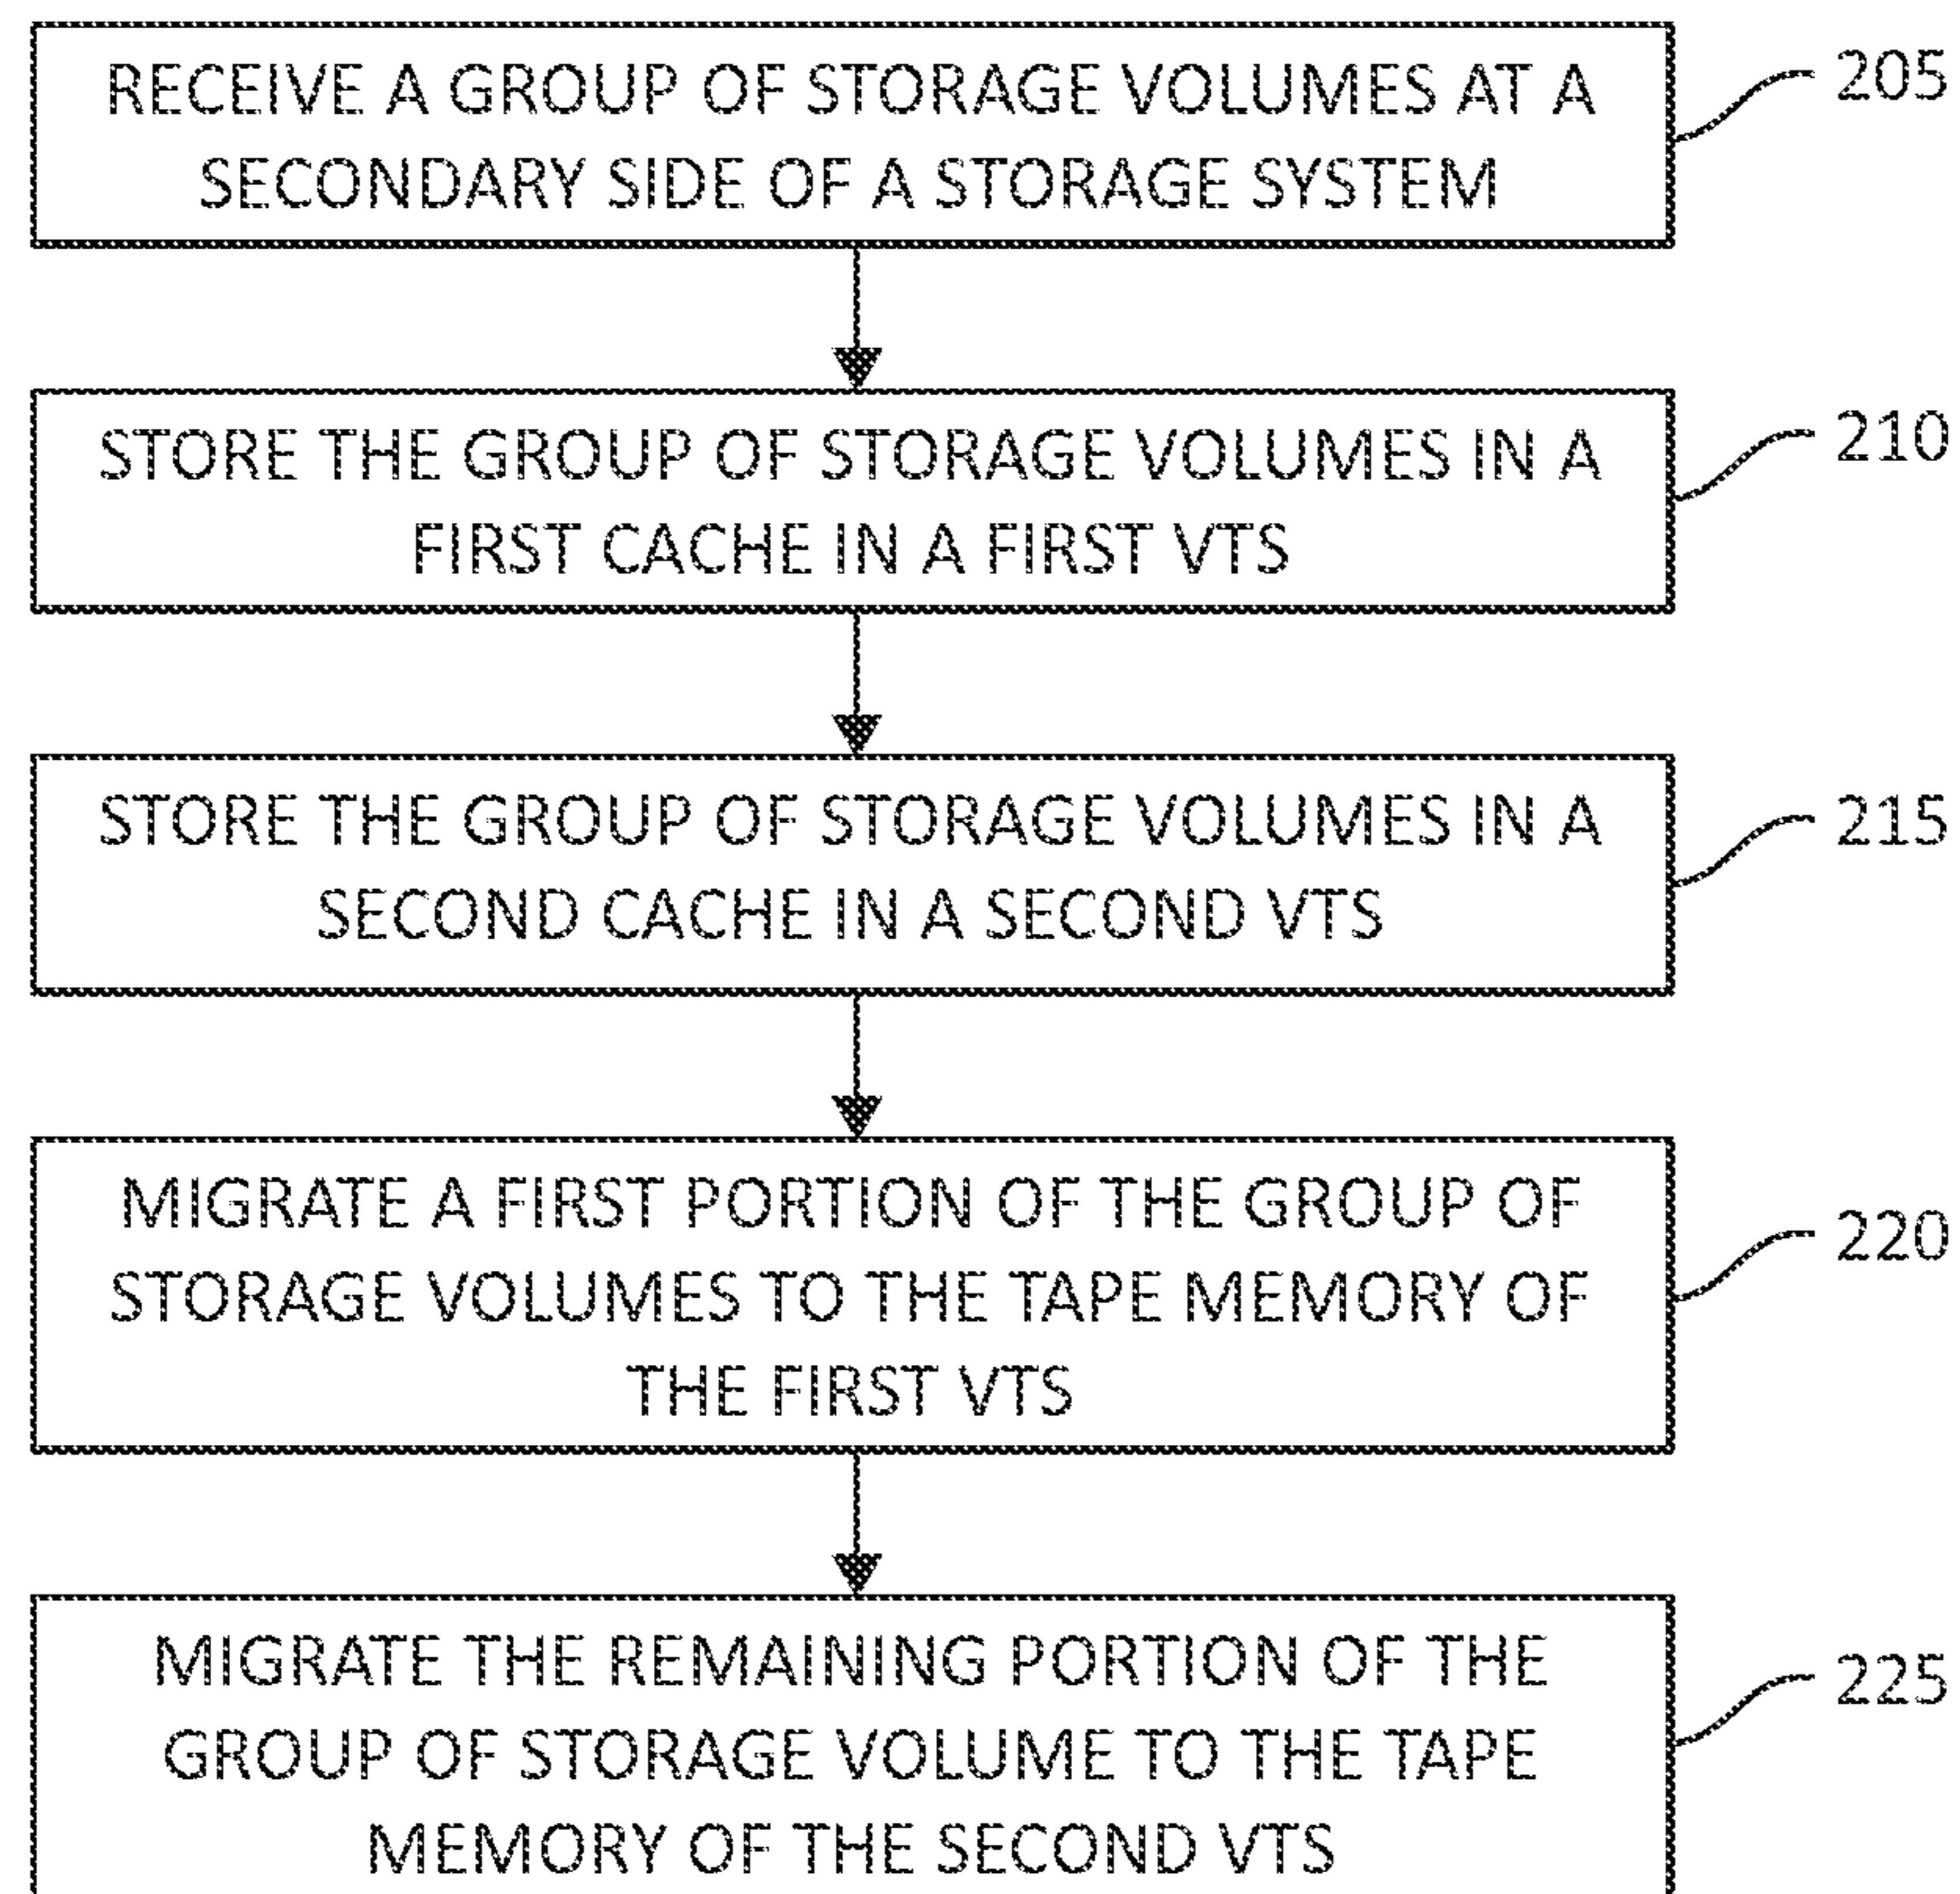 RECEIVE A GROUP OF STORAGE VOLUMES AT A
SECONDARY SIDE OF A STORAGE SYSTEM
205
STORE THE GROUP OF STORAGE VOLUMES IN A
FIRST CACHE IN A FIRST VTS
210
STORE THE GROUP OF STORAGE VOLUMES IN A
SECOND CACHE IN A SECOND VTS
215
MIGRATE A FIRST PORTION OF THE GROUP OF
STORAGE VOLUMES TO THE TAPE MEMORY OF
THE FIRST VTS
220
MIGRATE THE REMAINING PORTION OF THE
GROUP OF STORAGE VOLUME TO THE TAPE
MEMORY OF THE SECOND VTS
225